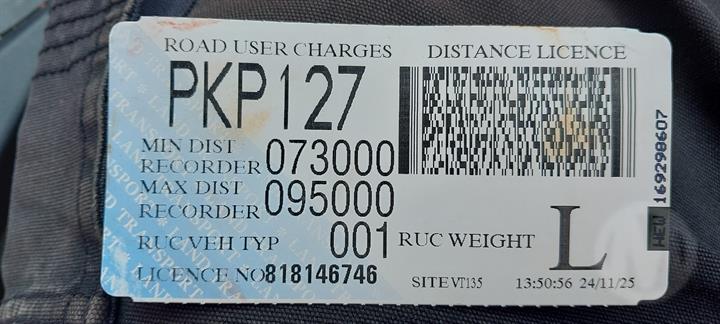 ROAD USER CHARGES DISTANCE LICENCE
PKP127
MIN DIST
RECORDER 073000
MAX DIST
RECORDER 095000
RUC VEH TYP 001 RUC WEIGHT L
LICENCE NO 818146746 SITE VT135 13:50:56 24/11/25
169298607